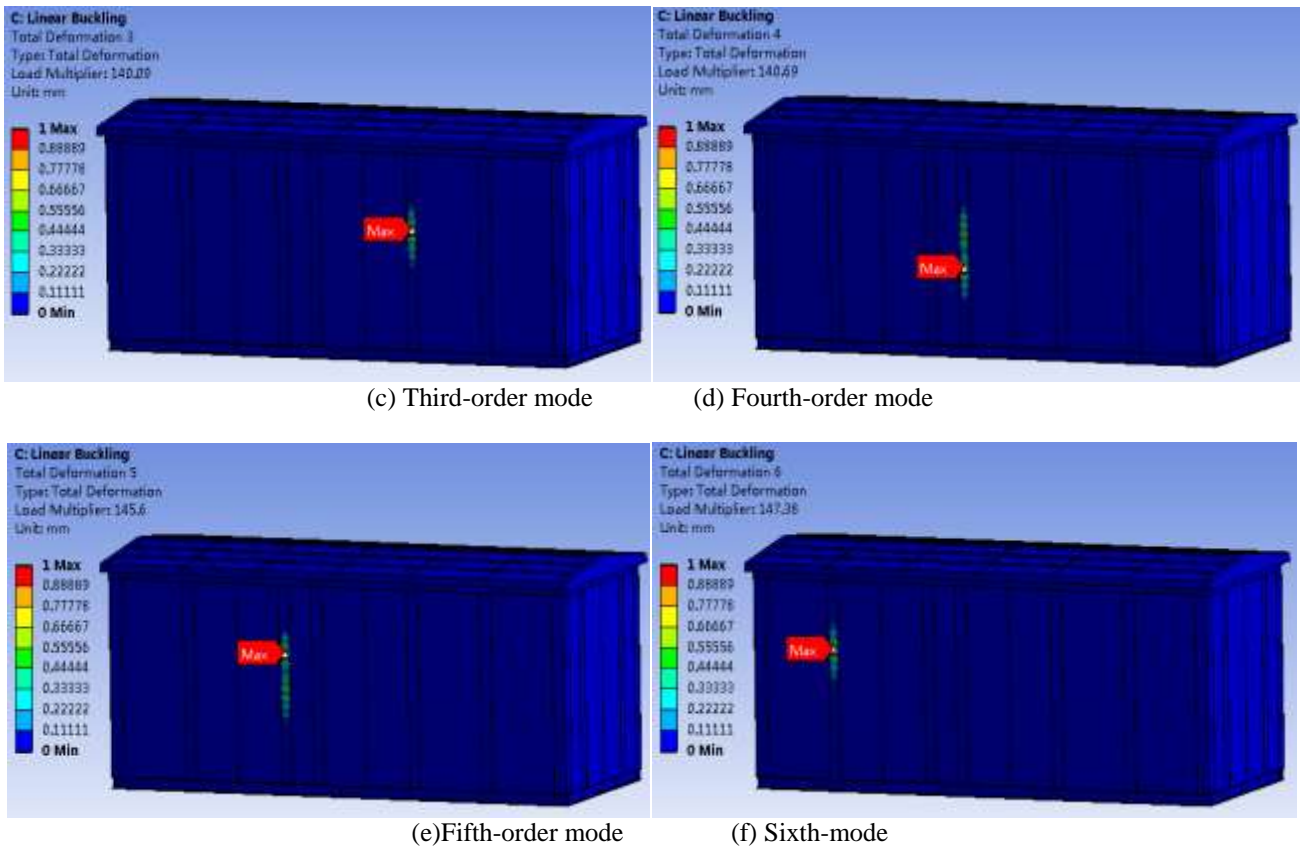 C: Linear Buckling
Total Deformation 3
Type: Total Deformation
Load Multiplier: 140.09
Unit: mm
1 Max
0.88889
0.77778
0.66667
0.55556
0.44444
0.33333
0.22222
0.11111
0 Min
Max
C: Linear Buckling
Total Deformation 4
Type: Total Deformation
Load Multiplier: 140.69
Unit: mm
1 Max
0.88889
0.77778
0.66667
0.55556
0.44444
0.33333
0.22222
0.11111
0 Min
Max
(c) Third-order mode
(d) Fourth-order mode
C: Linear Buckling
Total Deformation 5
Type: Total Deformation
Load Multiplier: 145.6
Unit: mm
1 Max
0.88889
0.77778
0.66667
0.55556
0.44444
0.33333
0.22222
0.11111
0 Min
Max
C: Linear Buckling
Total Deformation 6
Type: Total Deformation
Load Multiplier: 147.36
Unit: mm
1 Max
0.88889
0.77778
0.66667
0.55556
0.44444
0.33333
0.22222
0.11111
0 Min
Max
(e)Fifth-order mode
(f) Sixth-mode